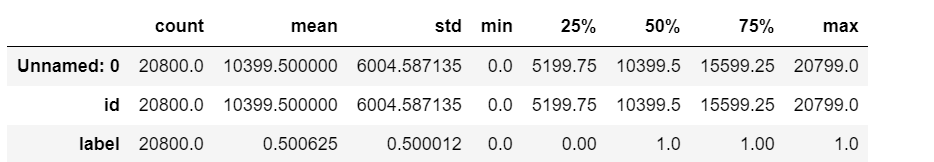 count mean std min 25% 50% 75% max
Unnamed: 0 20800.0 10399.500000 6004.587135 0.0 5199.75 10399.5 15599.25 20799.0
id 20800.0 10399.500000 6004.587135 0.0 5199.75 10399.5 15599.25 20799.0
label 20800.0 0.500625 0.500012 0.0 0.00 1.0 1.00 1.0